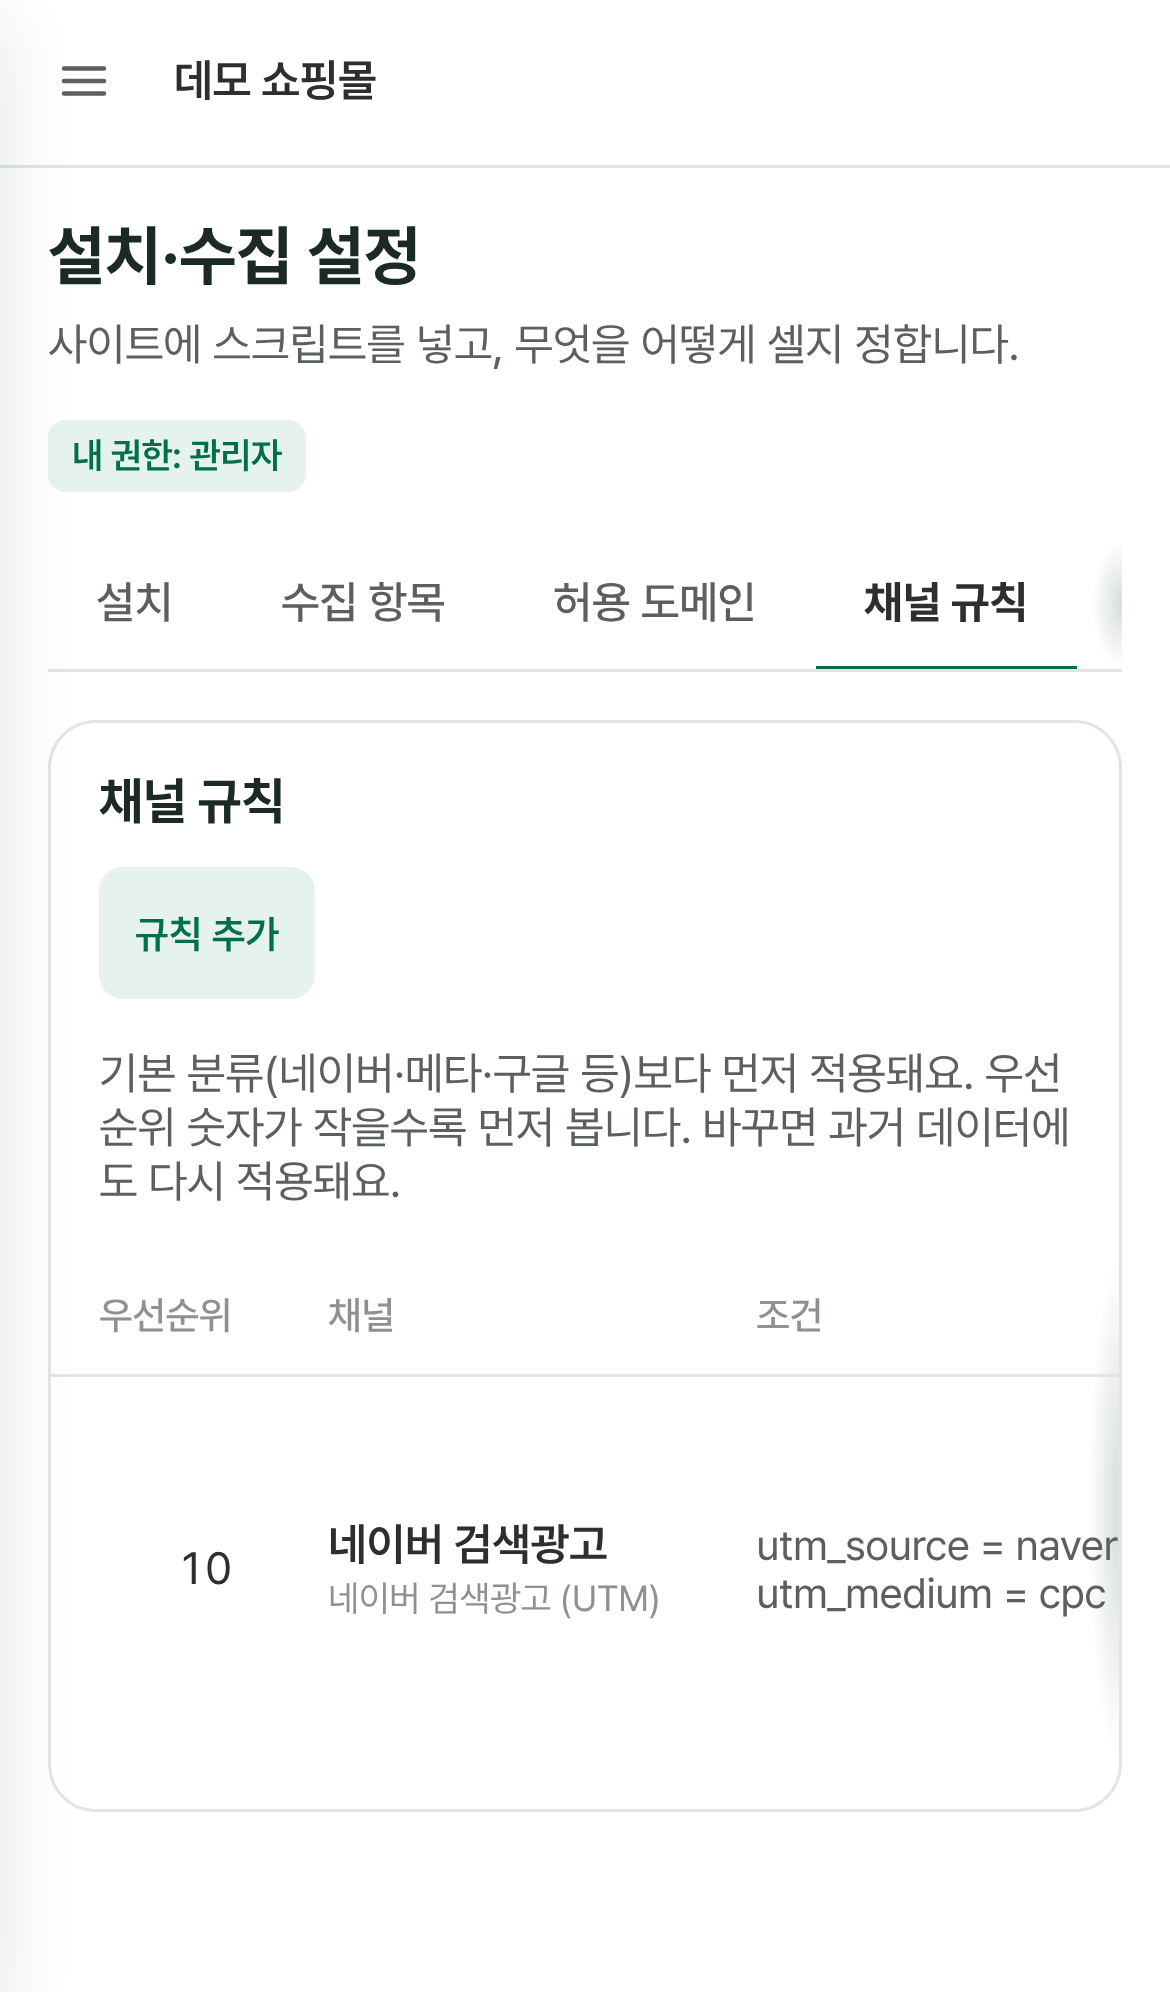 데모 쇼핑몰
설치·수집 설정
사이트에 스크립트를 넣고, 무엇을 어떻게 셀지 정합니다.
내 권한: 관리자
설치 수집 항목 허용 도메인 채널 규칙
채널 규칙
규칙 추가
기본 분류(네이버·메타·구글 등)보다 먼저 적용돼요. 우선
순위 숫자가 작을수록 먼저 봅니다. 바꾸면 과거 데이터에
도 다시 적용돼요.
우선순위 채널 조건
10 네이버 검색광고 utm_source = naver
네이버 검색광고 (UTM) utm_medium = cpc